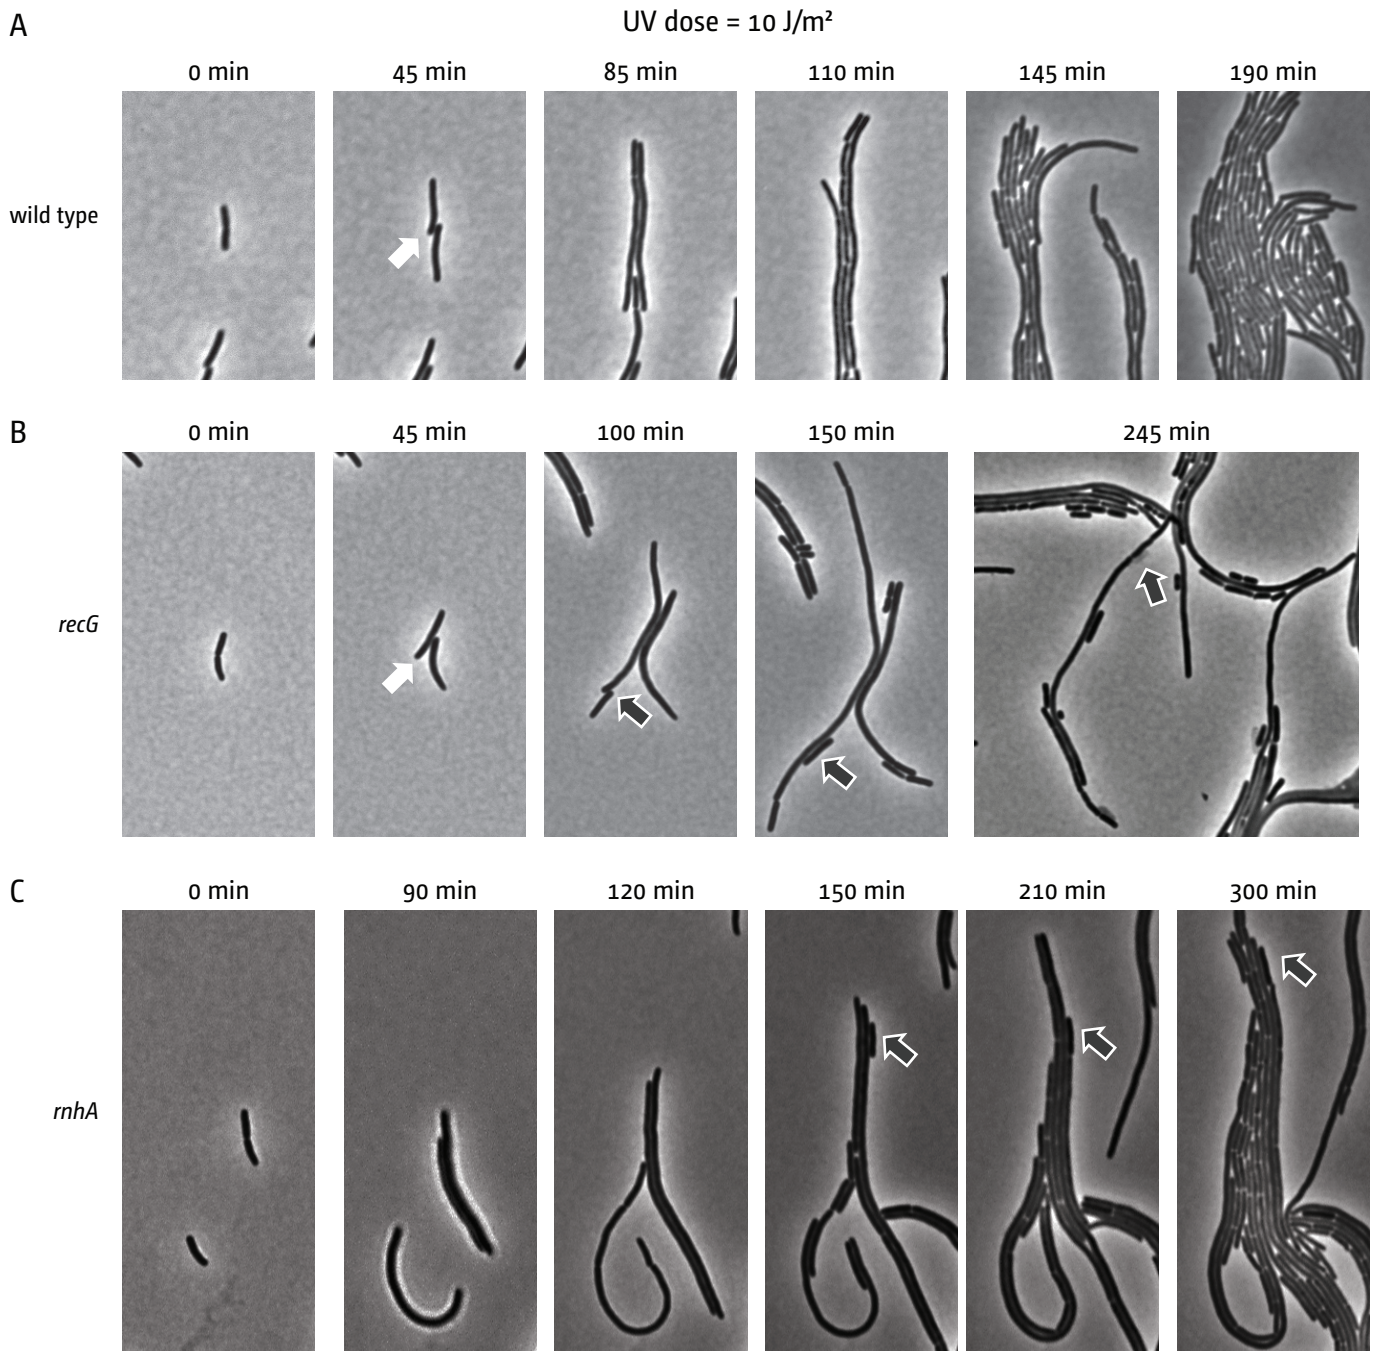 A
UV dose = 10 J/m²
0 min
45 min
85 min
110 min
145 min
190 min
wild type
B
0 min
45 min
100 min
150 min
245 min
recG
C
0 min
90 min
120 min
150 min
210 min
300 min
rnhA